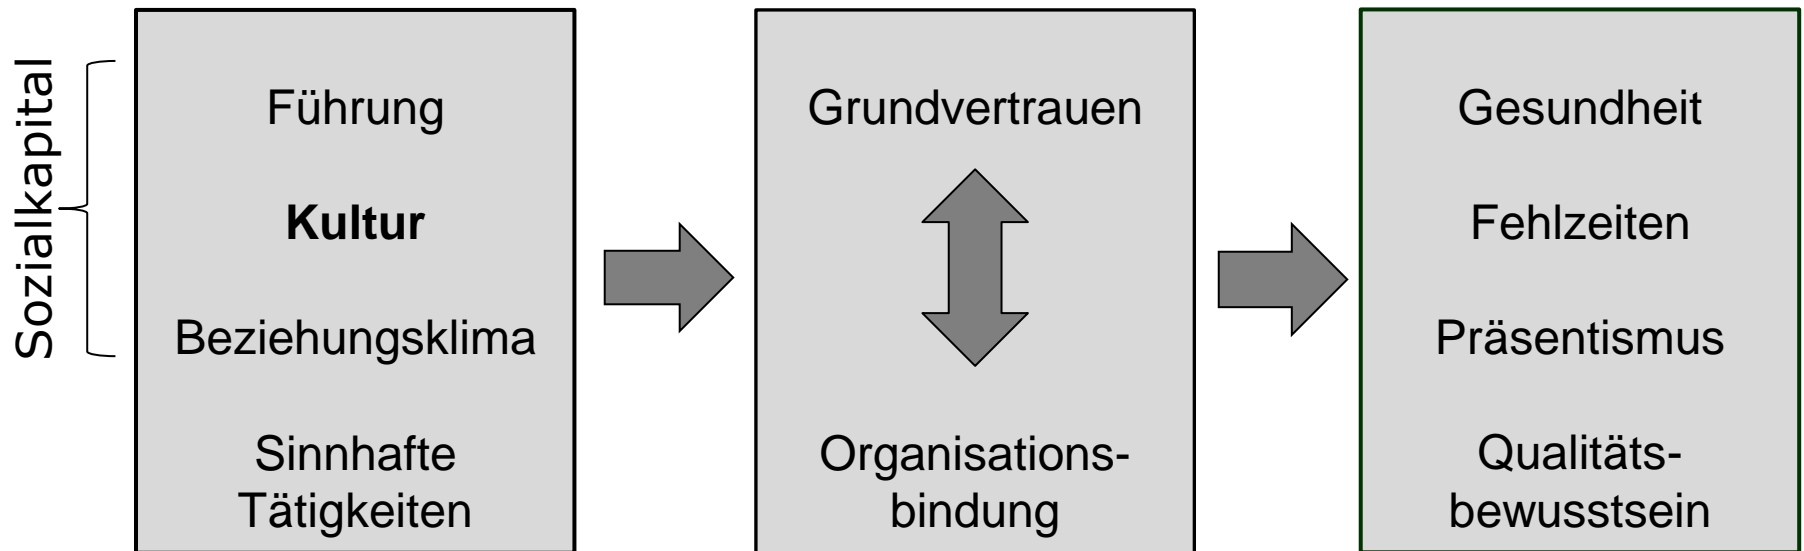 Sozialkapital
Führung
Kultur
Beziehungsklima
Sinnhafte
Tätigkeiten
Grundvertrauen
Organisations-
bindung
Gesundheit
Fehlzeiten
Präsentismus
Qualitäts-
bewusstsein